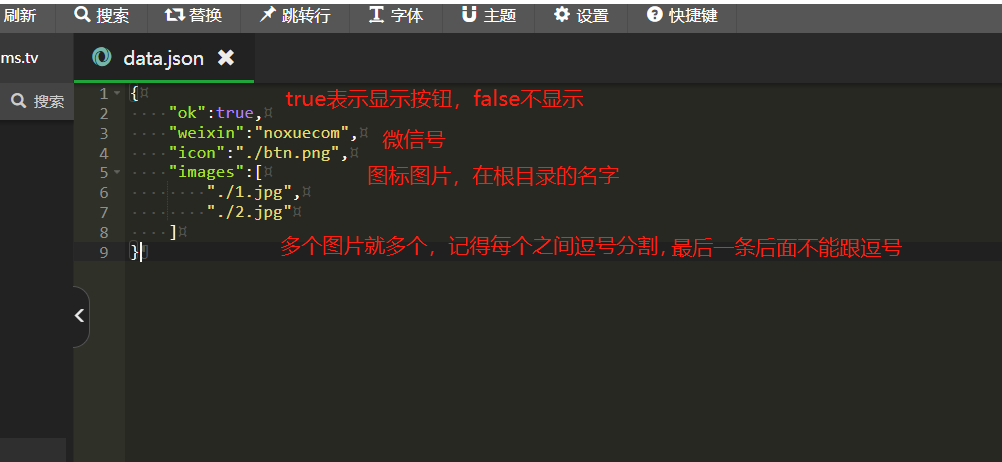 刷新 搜索 替换 跳转行 字体 主题 设置 快捷键
ms.tv data.json
搜索
1 {
true表示显示按钮，false不显示
2 "ok":true,
3 "weixin":"noxuecom",
微信号
4 "icon":"./btn.png",
5 "images":[
图标图片，在根目录的名字
6 "./1.jpg",
7 "./2.jpg"
8 ]
多个图片就多个，记得每个之间逗号分割, 最后一条后面不能跟逗号
9 }